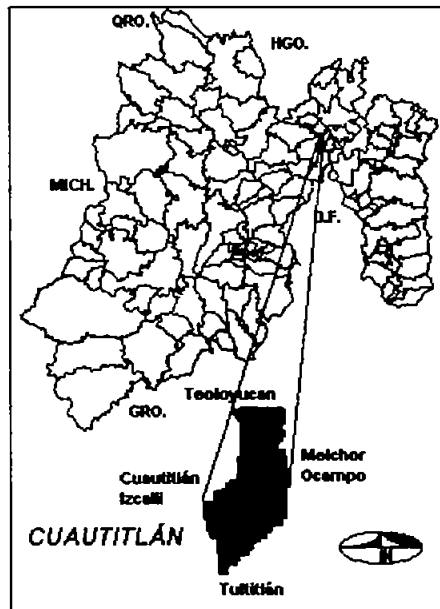 QRO.
HGO.
MICH.
D.F.
GRO.
Teoloyucan
Melchor
Ocampo
Cuautitlán
Izcalli
CUAUTITLÁN
N
Tultitlán